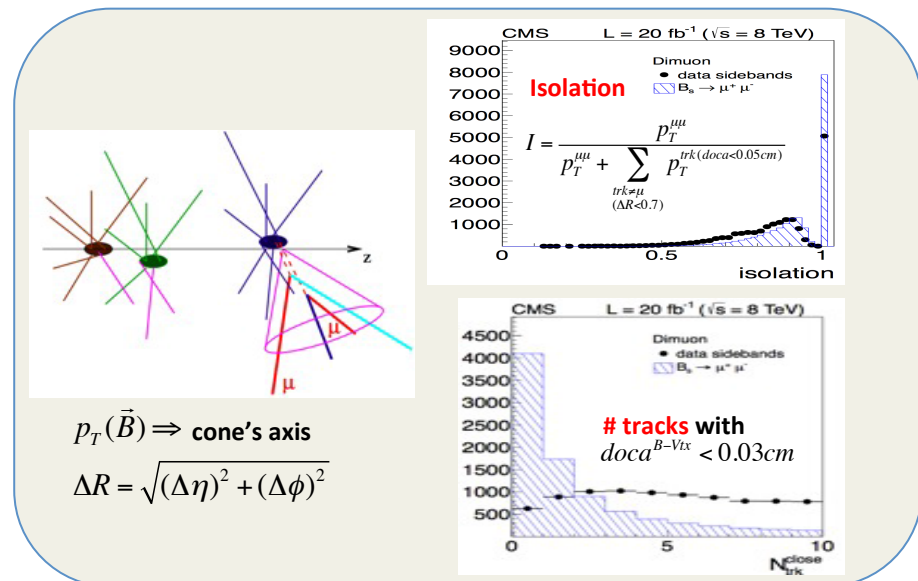 CMS L = 20 fb⁻¹ (√s = 8 TeV)
9000
8000
7000
6000
5000
4000
3000
2000
1000
0 0.5 1
isolation
Dimuon
data sidebands
Bₛ → μ⁺ μ⁻
Isolation
I = p_T^{μμ} / (p_T^{μμ} + ∑_{trk≠μ (ΔR<0.7)} p_T^{trk(doca<0.05cm)})
z
μ
μ
p_T(B⃗) ⇒ cone's axis
ΔR = √((Δη)² + (Δϕ)²)
CMS L = 20 fb⁻¹ (√s = 8 TeV)
4500
4000
3500
3000
2500
2000
1500
1000
500
0 5 10
N_{trk}^{close}
Dimuon
data sidebands
Bₛ → μ⁺ μ⁻
# tracks with
doca^{B−Vtx} < 0.03cm